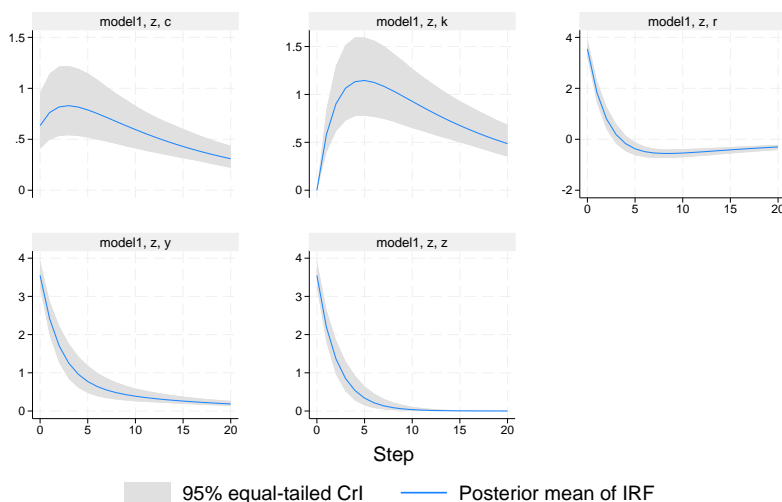 model1, z, c
model1, z, k
model1, z, r
1.5
1
.5
0
1.5
1
.5
0
4
2
0
-2
0 5 10 15 20
model1, z, y
model1, z, z
4
3
2
1
0
0 5 10 15 20
4
3
2
1
0
0 5 10 15 20
Step
95% equal-tailed CrI
Posterior mean of IRF